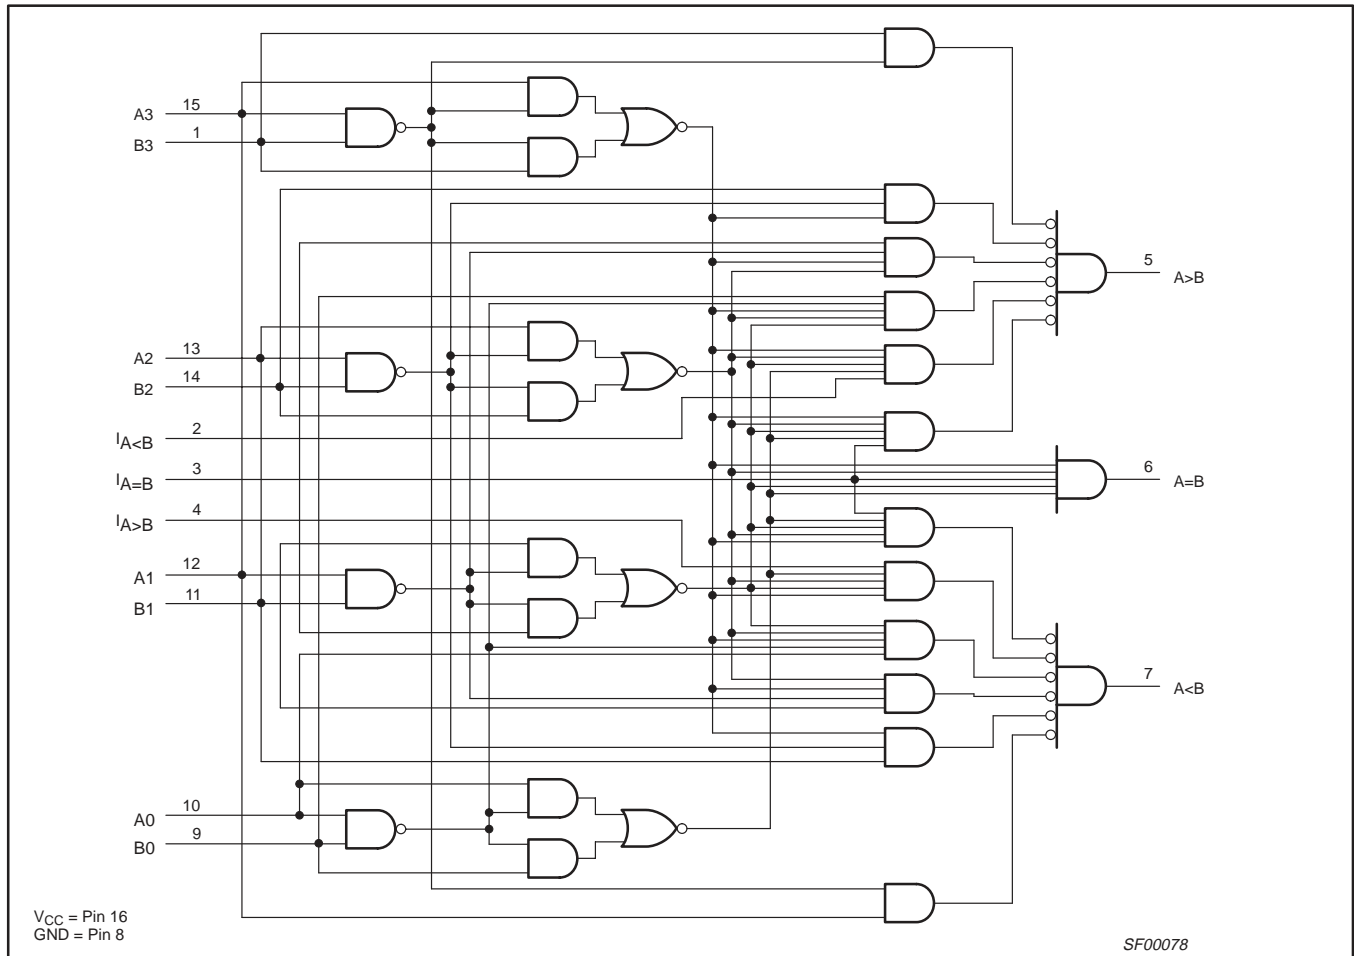 A3 15
B3 1
A2 13
B2 14
IA<B 2
IA=B 3
IA>B 4
A1 12
B1 11
A0 10
B0 9
5 A>B
6 A=B
7 A<B
VCC = Pin 16
GND = Pin 8
SF00078